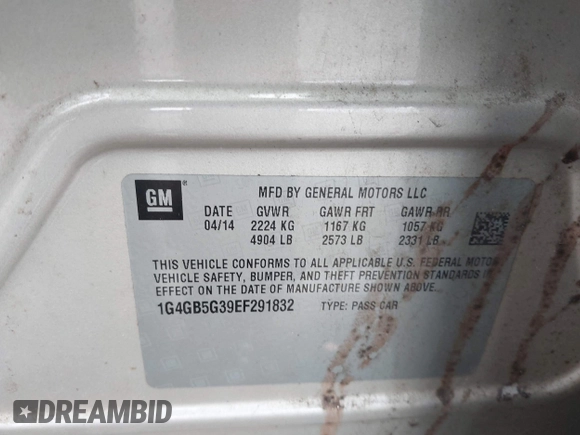 GM
MFD BY GENERAL MOTORS LLC
DATE GVWR GAWR FRT GAWR RR
04/14 2224 KG 1167 KG 1057 KG
4904 LB 2573 LB 2331 LB
THIS VEHICLE CONFORMS TO ALL APPLICABLE U.S. FEDERAL MOTOR
VEHICLE SAFETY, BUMPER, AND THEFT PREVENTION STANDARDS
IN EFFECT ON THE DATE OF MANUFACTURE SHOWN ABOVE.
1G4GB5G39EF291832 TYPE: PASS CAR
DREAMBID